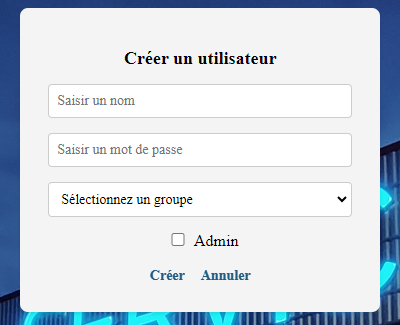 Créer un utilisateur
Saisir un nom
Saisir un mot de passe
Sélectionnez un groupe
Admin
Créer Annuler